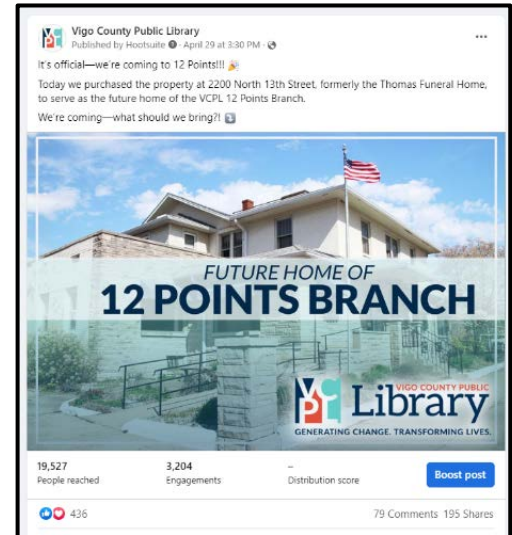 Vigo County Public Library
Published by Hootsuite · April 29 at 3:30 PM ·
It's official—we're coming to 12 Points!!! 🎉
Today we purchased the property at 2200 North 13th Street, formerly the Thomas Funeral Home,
to serve as the future home of the VCPL 12 Points Branch.
We're coming—what should we bring?! ⤵️
FUTURE HOME OF
12 POINTS BRANCH
VCPL
VIGO COUNTY PUBLIC
Library
GENERATING CHANGE. TRANSFORMING LIVES.
19,527 3,204 –
People reached Engagements Distribution score Boost post
436 79 Comments 195 Shares